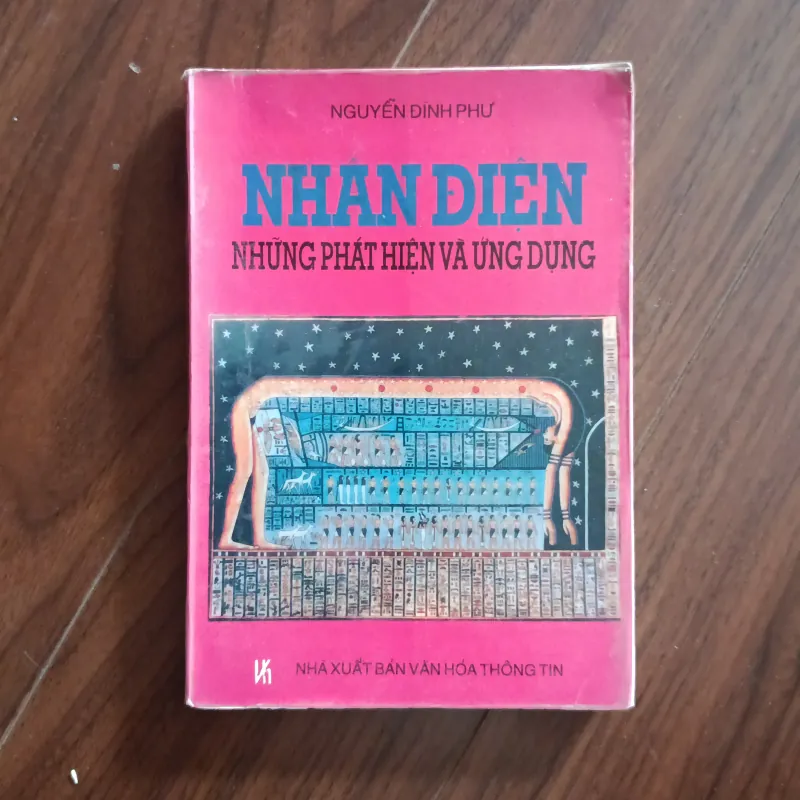 NGUYỄN ĐÌNH PHƯ
NHÂN ĐIỆN
NHỮNG PHÁT HIỆN VÀ ỨNG DỤNG
NHÀ XUẤT BẢN VĂN HÓA THÔNG TIN